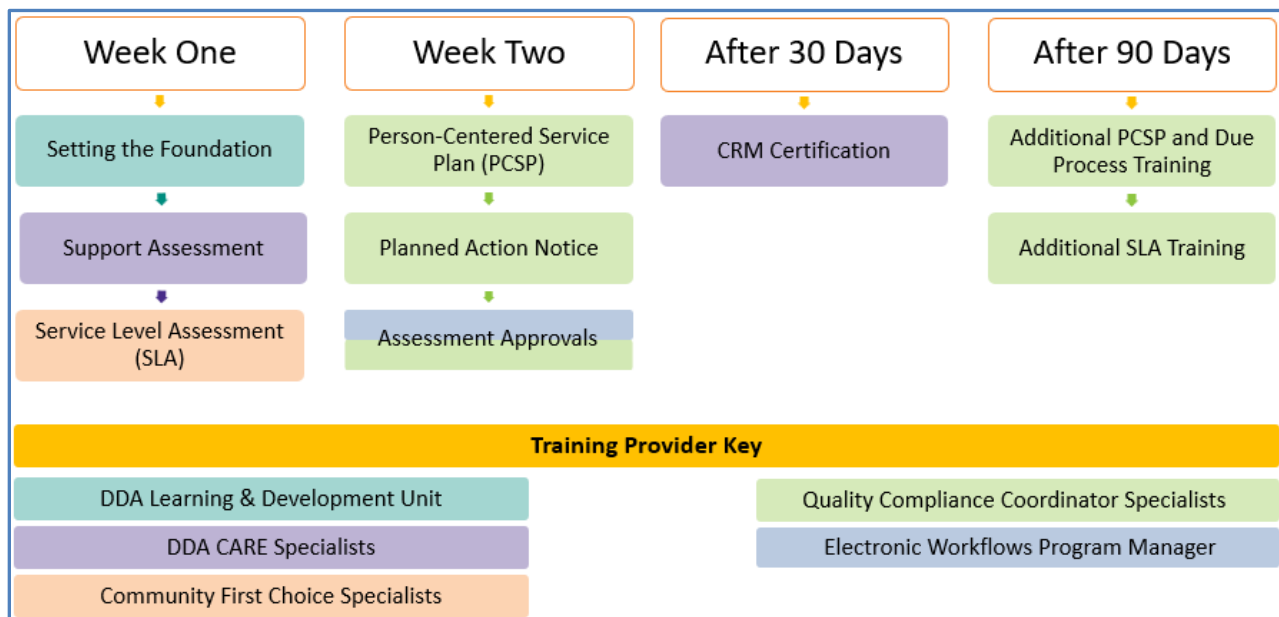 Week One
Week Two
After 30 Days
After 90 Days
Setting the Foundation
Person-Centered Service
Plan (PCSP)
CRM Certification
Additional PCSP and Due
Process Training
Support Assessment
Planned Action Notice
Additional SLA Training
Service Level Assessment
(SLA)
Assessment Approvals
Training Provider Key
DDA Learning & Development Unit
Quality Compliance Coordinator Specialists
DDA CARE Specialists
Electronic Workflows Program Manager
Community First Choice Specialists